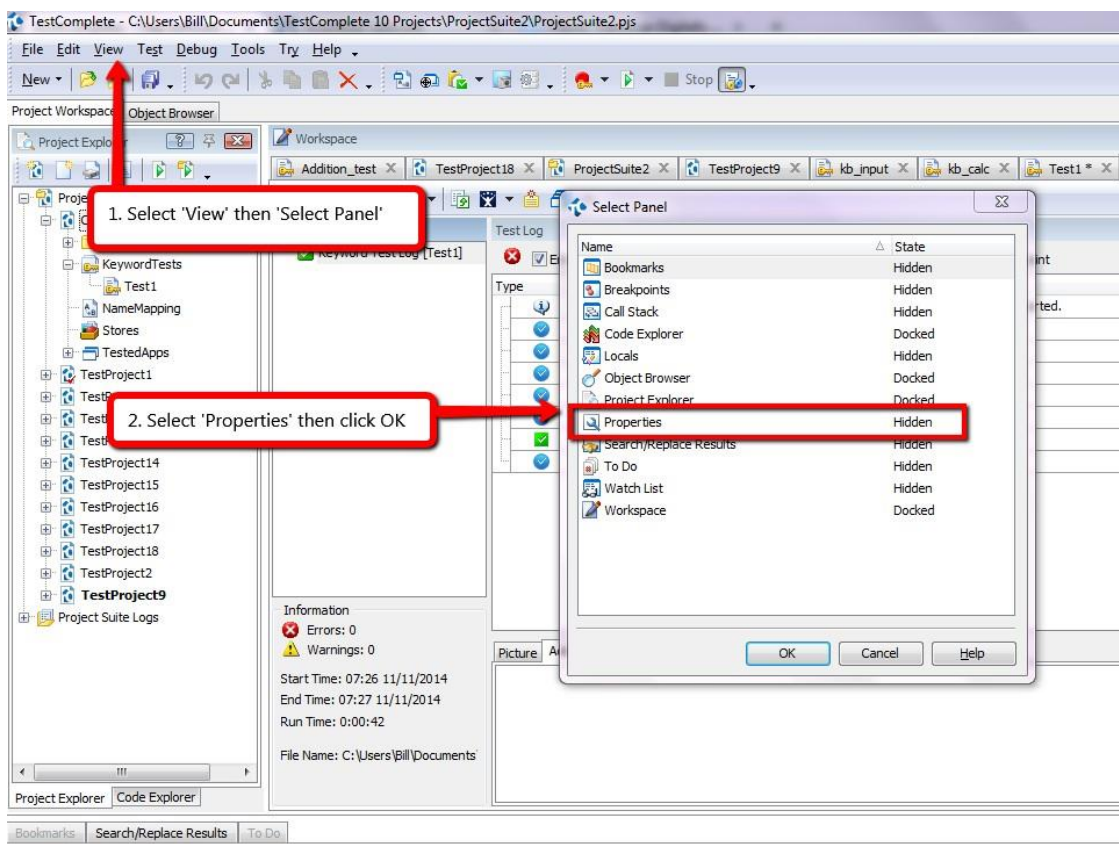 TestComplete - C:\Users\Bill\Documents\TestComplete 10 Projects\ProjectSuite2\ProjectSuite2.pjs
File Edit View Test Debug Tools Try Help
New Stop
Project Workspace Object Browser
Project Explorer
Workspace
Addition_test X TestProject18 X ProjectSuite2 X TestProject9 X kb_input X kb_calc X Test1 * X
1. Select 'View' then 'Select Panel'
KeywordTests
Test1
NameMapping
Stores
TestedApps
TestProject1
2. Select 'Properties' then click OK
TestProject14
TestProject15
TestProject16
TestProject17
TestProject18
TestProject2
TestProject9
Project Suite Logs
Project Explorer Code Explorer
Keyword Test Log [Test1]
Information
Errors: 0
Warnings: 0
Start Time: 07:26 11/11/2014
End Time: 07:27 11/11/2014
Run Time: 0:00:42
File Name: C:\Users\Bill\Documents
Test Log
Type
Picture
Select Panel
Name State
Bookmarks Hidden
Breakpoints Hidden
Call Stack Hidden
Code Explorer Docked
Locals Hidden
Object Browser Docked
Project Explorer Docked
Properties Hidden
Search/Replace Results Hidden
To Do Hidden
Watch List Hidden
Workspace Docked
OK Cancel Help
Bookmarks Search/Replace Results To Do